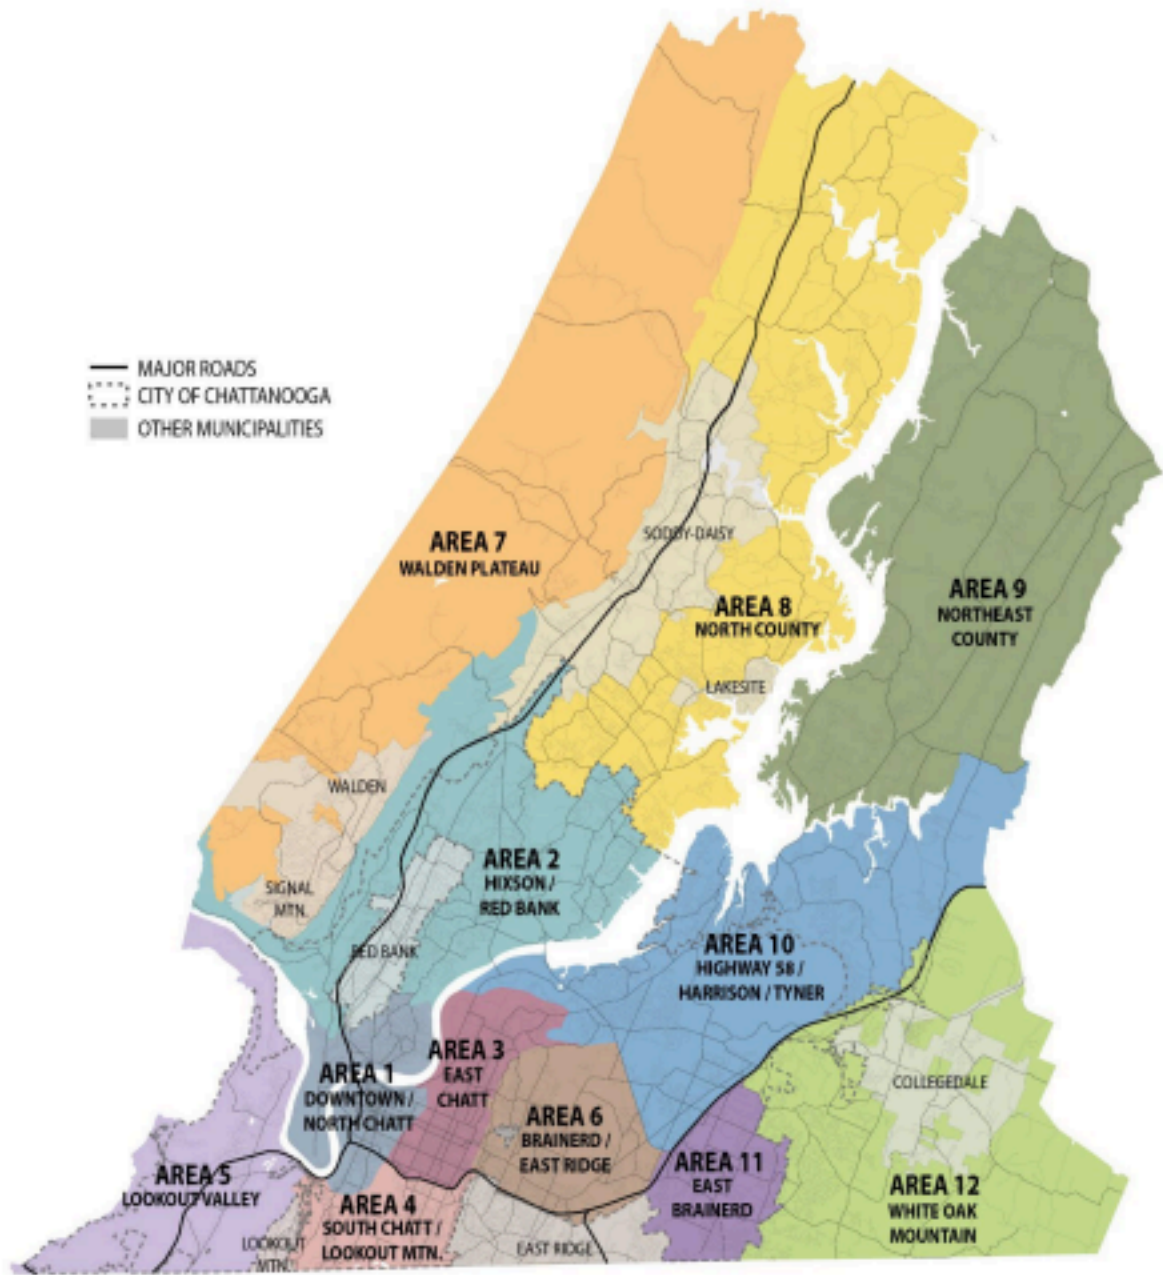 MAJOR ROADS
CITY OF CHATTANOOGA
OTHER MUNICIPALITIES
SODDY-DAISY
AREA 7
WALDEN PLATEAU
AREA 8
NORTH COUNTY
AREA 9
NORTHEAST
COUNTY
LAKESITE
WALDEN
AREA 2
HIXSON /
RED BANK
SIGNAL
MTN.
RED BANK
AREA 10
HIGHWAY 58 /
HARRISON / TYNER
AREA 3
EAST
CHATT
AREA 1
DOWNTOWN /
NORTH CHATT
COLLEGEDALE
AREA 6
BRAINERD /
EAST RIDGE
AREA 5
LOOKOUT VALLEY
AREA 11
EAST
BRAINERD
AREA 12
WHITE OAK
MOUNTAIN
AREA 4
SOUTH CHATT /
LOOKOUT MTN.
LOOKOUT
MTN.
EAST RIDGE